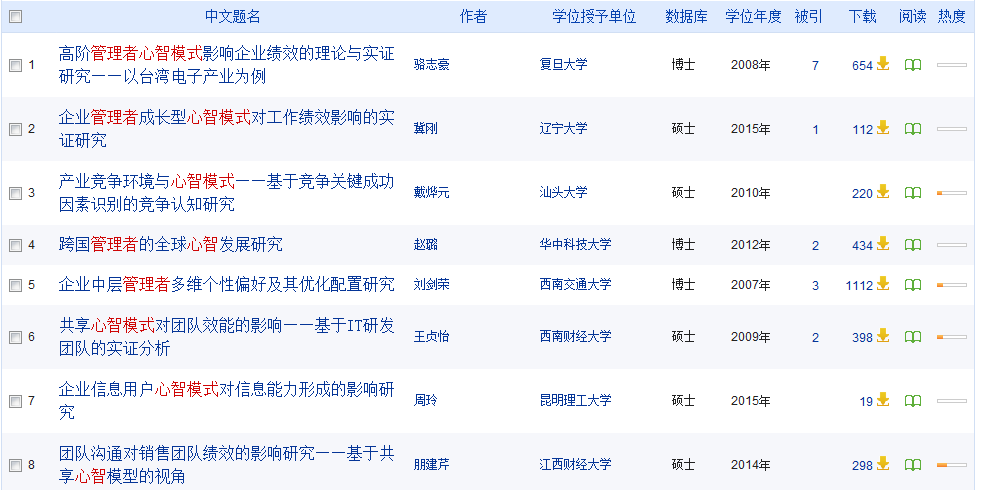 中文题名 作者 学位授予单位 数据库 学位年度 被引 下载 阅读 热度
1 高阶管理者心智模式影响企业绩效的理论与实证 骆志豪 复旦大学 博士 2008年 7 654
研究——以台湾电子产业为例
2 企业管理者成长型心智模式对工作绩效影响的实 冀刚 辽宁大学 硕士 2015年 1 112
证研究
3 产业竞争环境与心智模式——基于竞争关键成功 戴烨元 汕头大学 硕士 2010年 220
因素识别的竞争认知研究
4 跨国管理者的全球心智发展研究 赵璐 华中科技大学 博士 2012年 2 434
5 企业中层管理者多维个性偏好及其优化配置研究 刘剑荣 西南交通大学 博士 2007年 3 1112
6 共享心智模式对团队效能的影响——基于IT研发 王贞怡 西南财经大学 硕士 2009年 2 398
团队的实证分析
7 企业信息用户心智模式对信息能力形成的影响研 周玲 昆明理工大学 硕士 2015年 19
究
8 团队沟通对销售团队绩效的影响研究——基于共 朋建芹 江西财经大学 硕士 2014年 298
享心智模型的视角